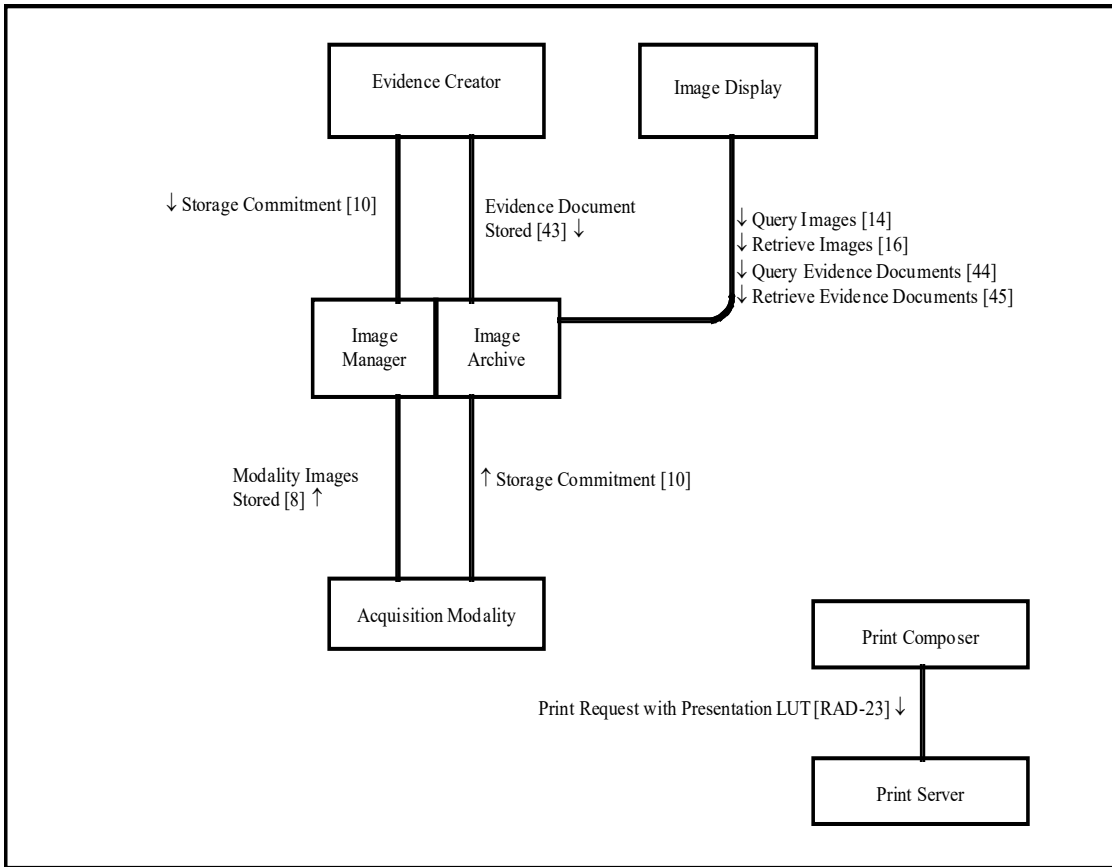 Evidence Creator
Image Display
↓ Storage Commitment [10]
Evidence Document
Stored [43] ↓
↓ Query Images [14]
↓ Retrieve Images [16]
↓ Query Evidence Documents [44]
↓ Retrieve Evidence Documents [45]
Image
Manager
Image
Archive
Modality Images
Stored [8] ↑
↑ Storage Commitment [10]
Acquisition Modality
Print Composer
Print Request with Presentation LUT [RAD-23] ↓
Print Server